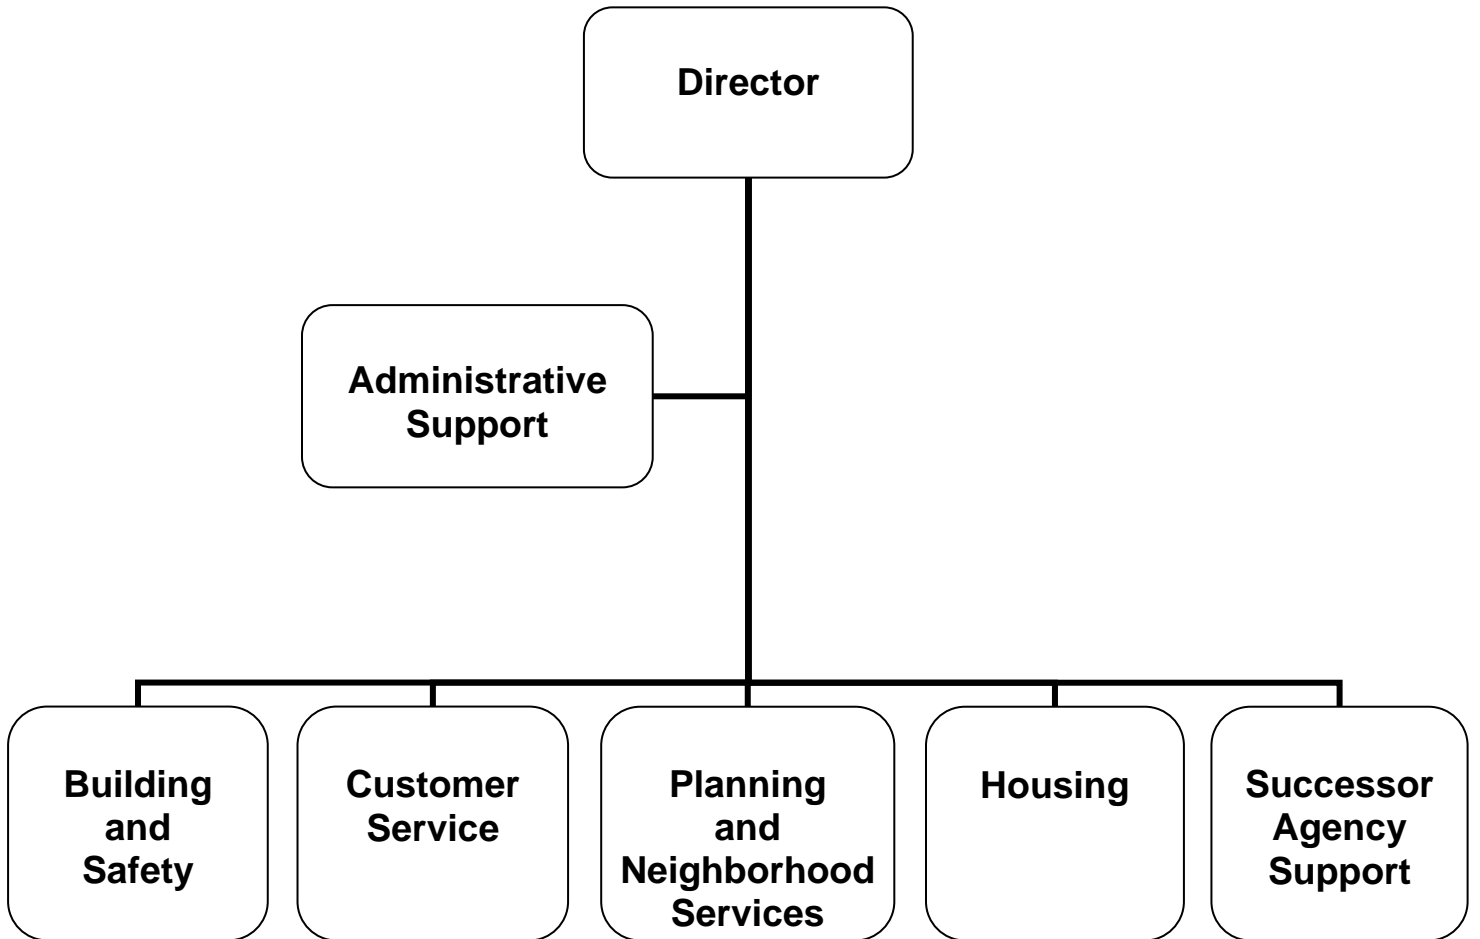 Director
Administrative
Support
Building
and
Safety
Customer
Service
Planning
and
Neighborhood
Services
Housing
Successor
Agency
Support